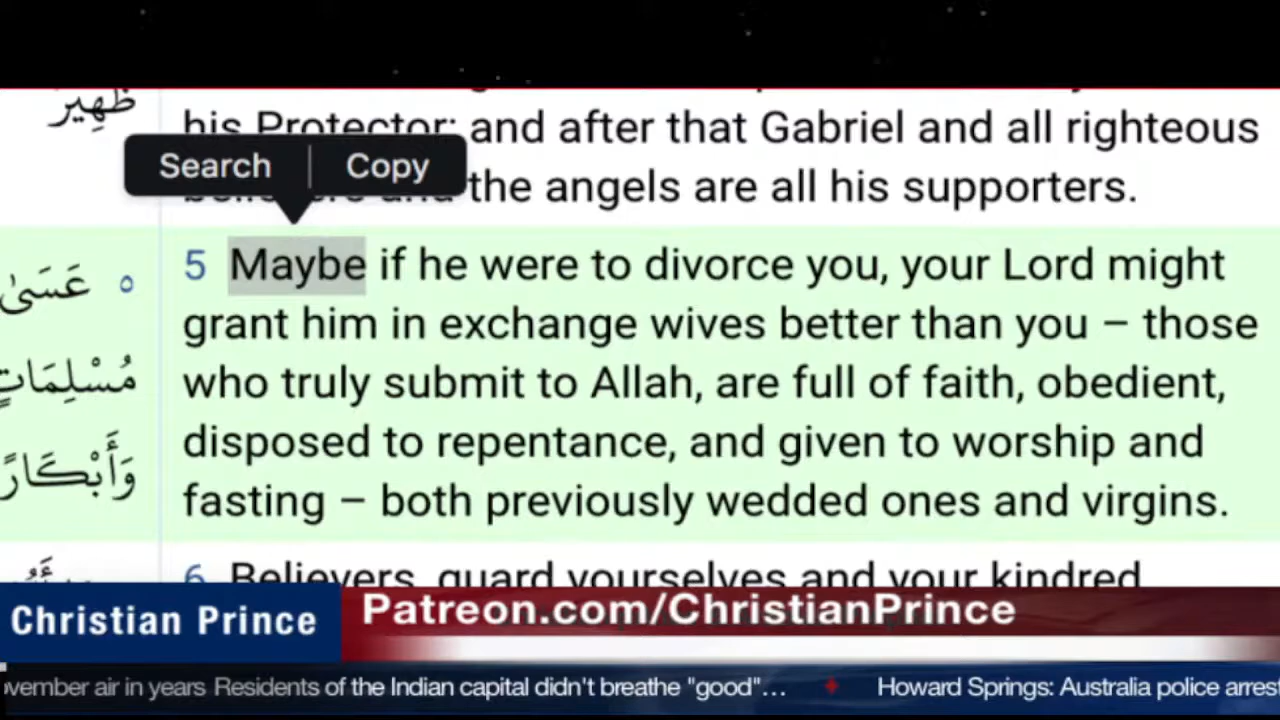 ظَهِيرٌ
his Protector; and after that Gabriel and all righteous
Search Copy
the angels are all his supporters.
5 Maybe if he were to divorce you, your Lord might
عَسَىٰ ٥
grant him in exchange wives better than you – those
مُسْلِمَاتٍ
who truly submit to Allah, are full of faith, obedient,
disposed to repentance, and given to worship and
وَأَبْكَارًا
fasting – both previously wedded ones and virgins.
6 Believers, guard yourselves and your kindred
Christian Prince
Patreon.com/ChristianPrince
vember air in years Residents of the Indian capital didn't breathe "good"... Howard Springs: Australia police arrest